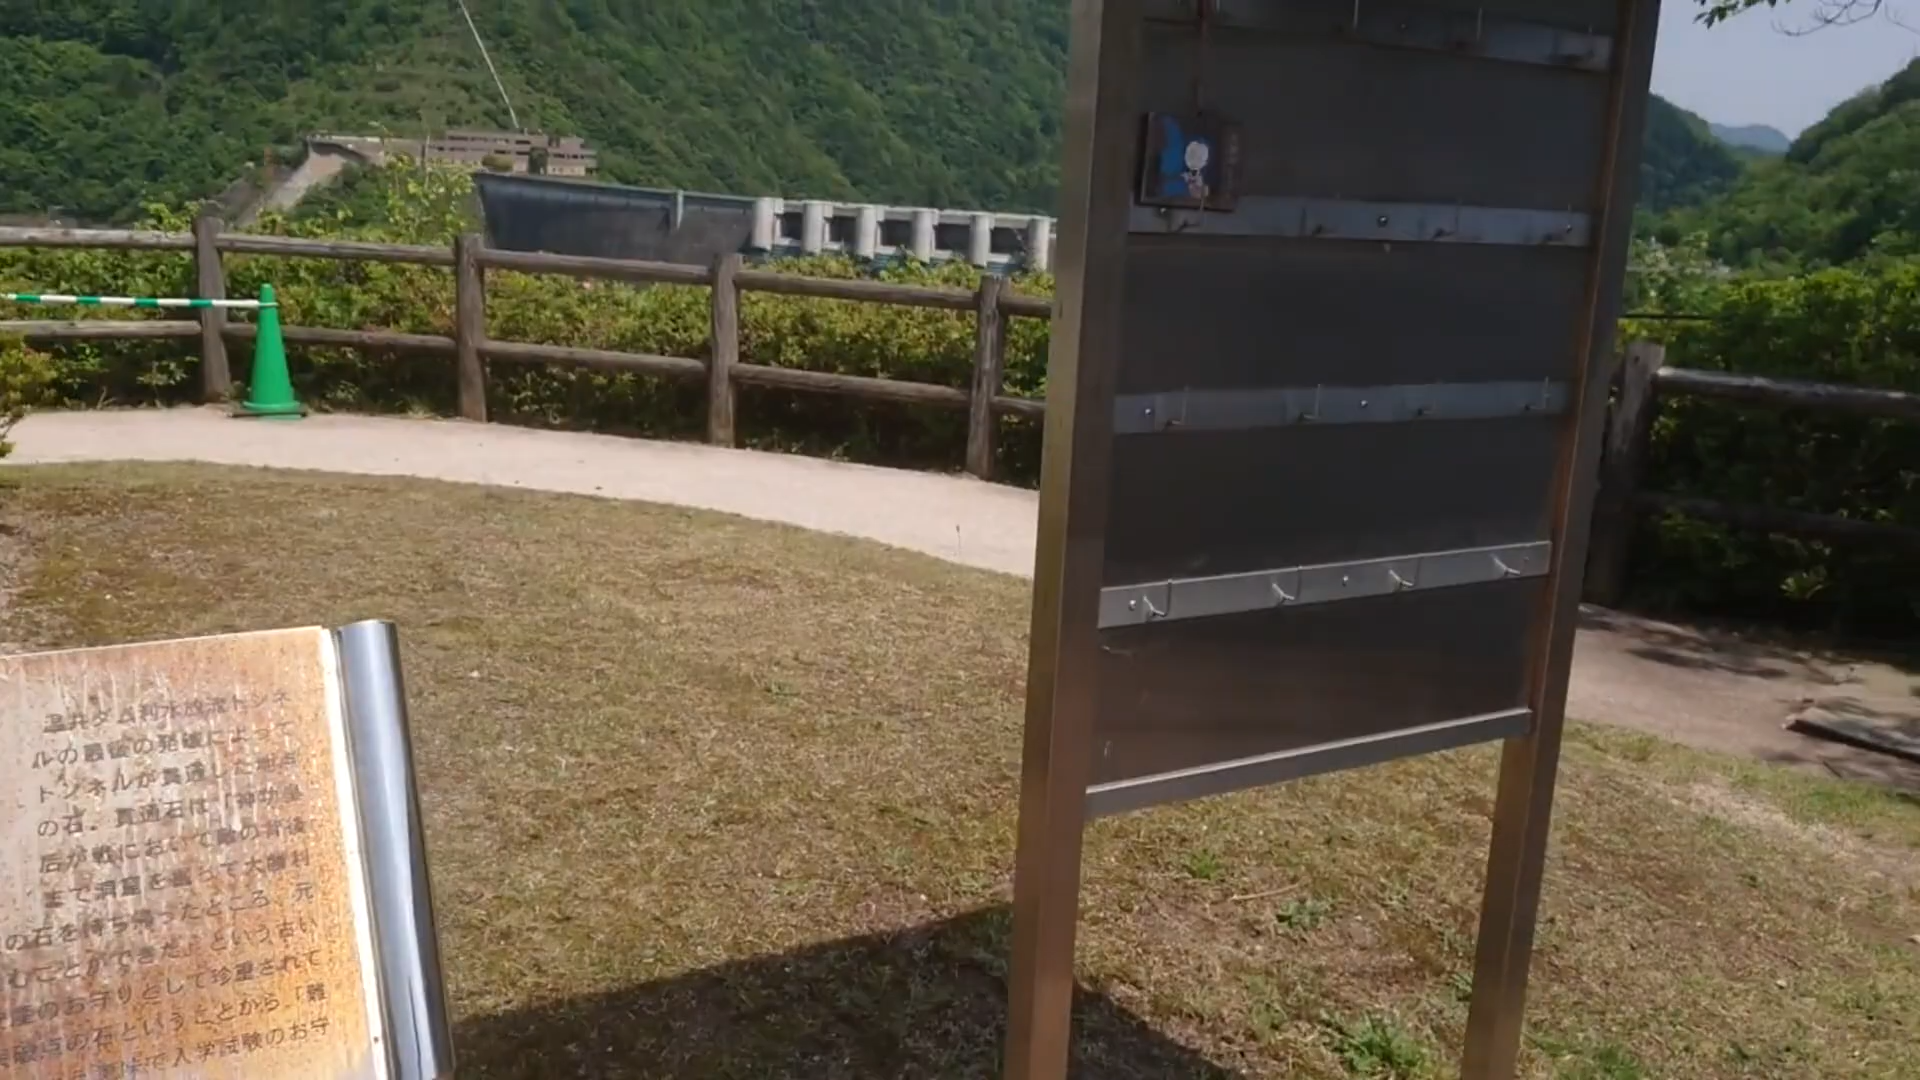 温井ダム利水放流トンネ
ルの最後の発破によって、
トンネルが貫通した地点
の石。貫通石は「神功皇
后が戦において敵の背後
まで洞窟を掘って大勝利
の石を持ち帰ったところ、元
むことができた」という古い
産のお守りとして珍重されて
点の石ということから「難
意味で入学試験のお守